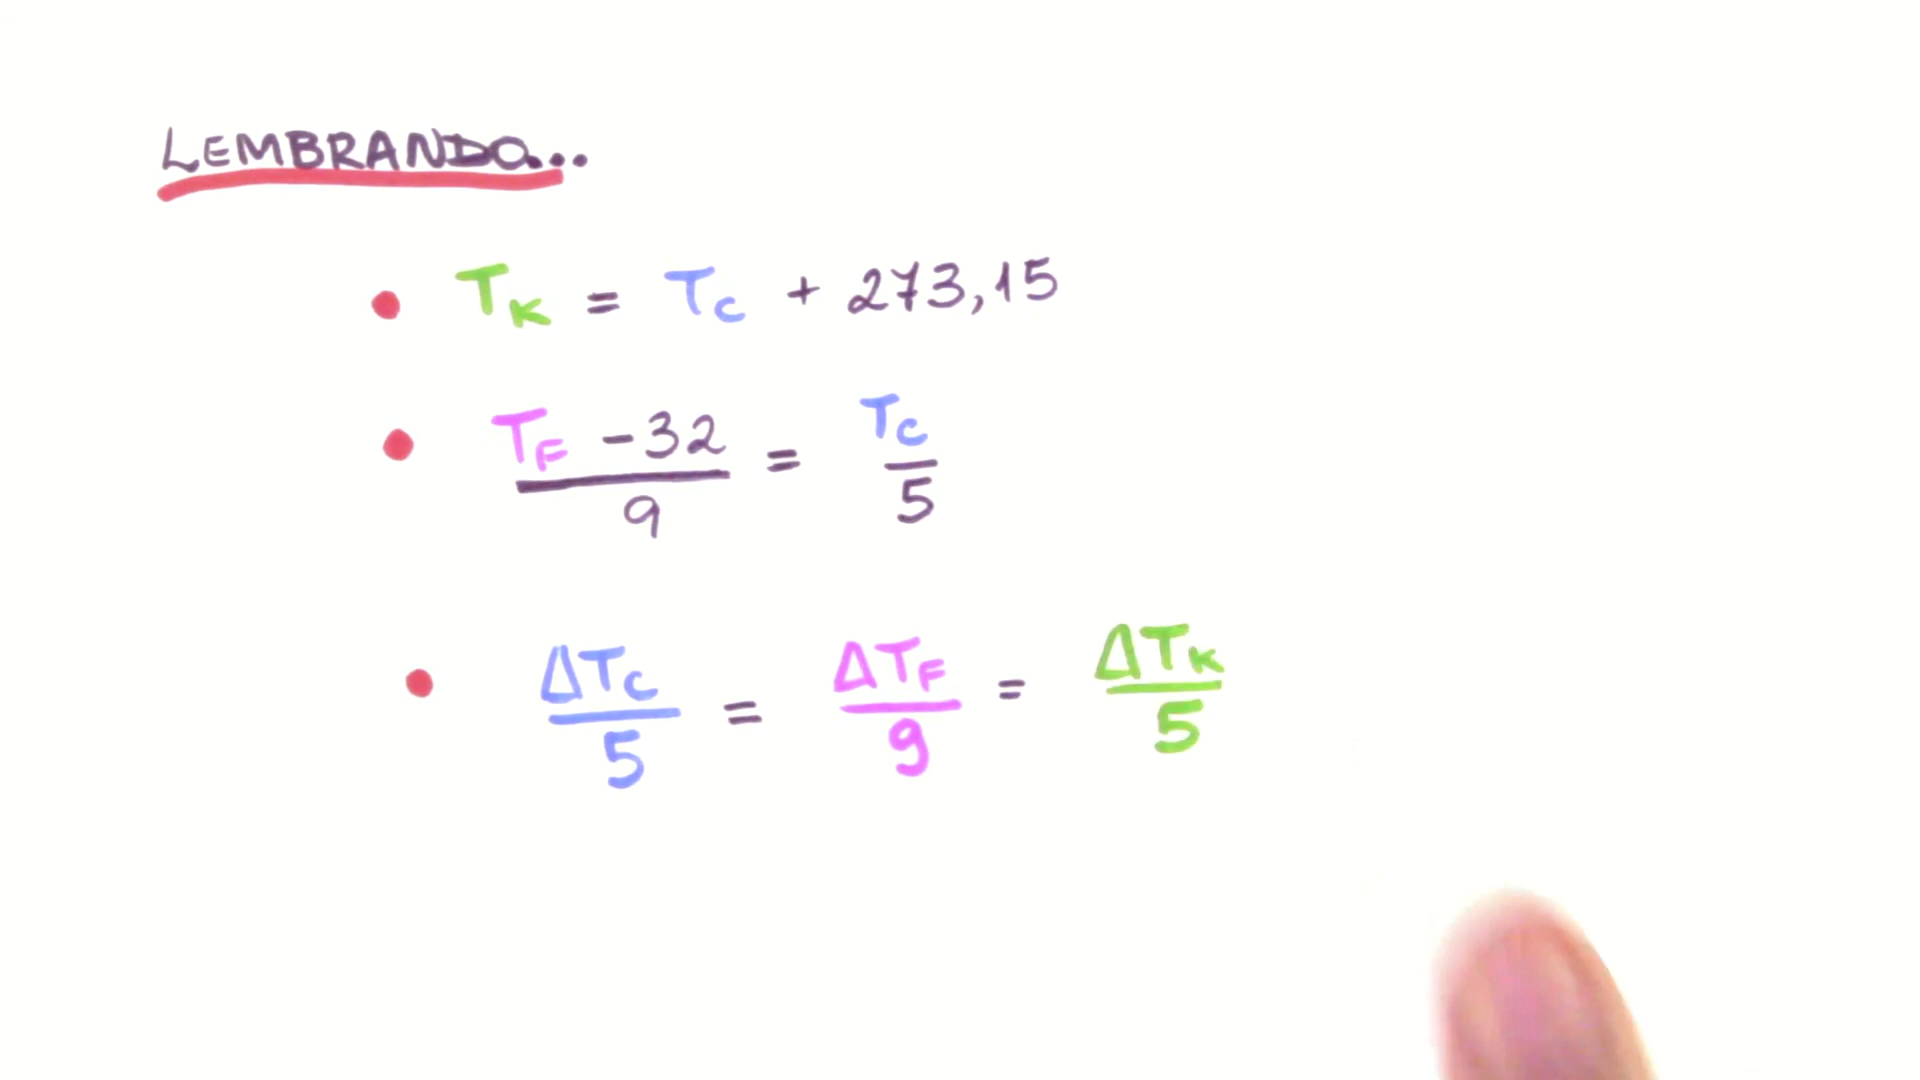 LEMBRANDO...
• T_K = T_C + 273,15
• (T_F - 32)/9 = T_C/5
• ΔT_C/5 = ΔT_F/9 = ΔT_K/5